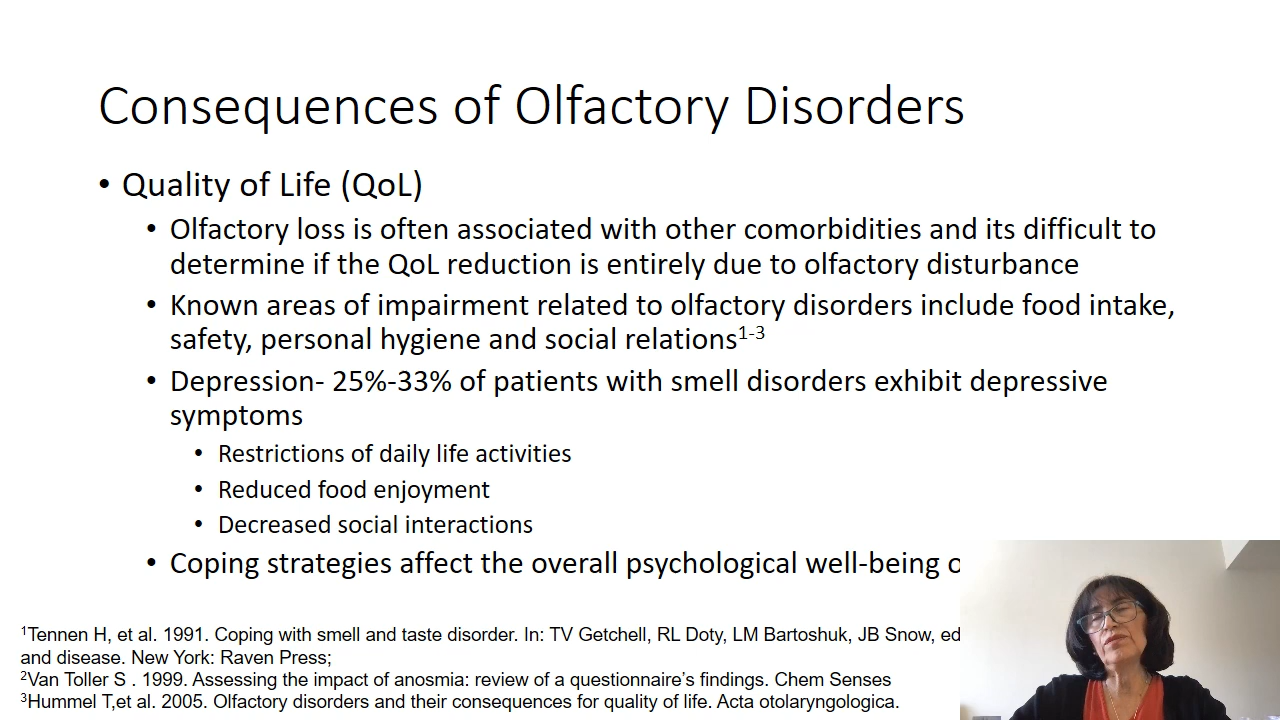 Consequences of Olfactory Disorders
• Quality of Life (QoL)
• Olfactory loss is often associated with other comorbidities and its difficult to
determine if the QoL reduction is entirely due to olfactory disturbance
• Known areas of impairment related to olfactory disorders include food intake,
safety, personal hygiene and social relations1-3
• Depression- 25%-33% of patients with smell disorders exhibit depressive
symptoms
• Restrictions of daily life activities
• Reduced food enjoyment
• Decreased social interactions
• Coping strategies affect the overall psychological well-being
1Tennen H, et al. 1991. Coping with smell and taste disorder. In: TV Getchell, RL Doty, LM Bartoshuk, JB Snow, ed
and disease. New York: Raven Press;
2Van Toller S . 1999. Assessing the impact of anosmia: review of a questionnaire’s findings. Chem Senses
3Hummel T,et al. 2005. Olfactory disorders and their consequences for quality of life. Acta otolaryngologica.